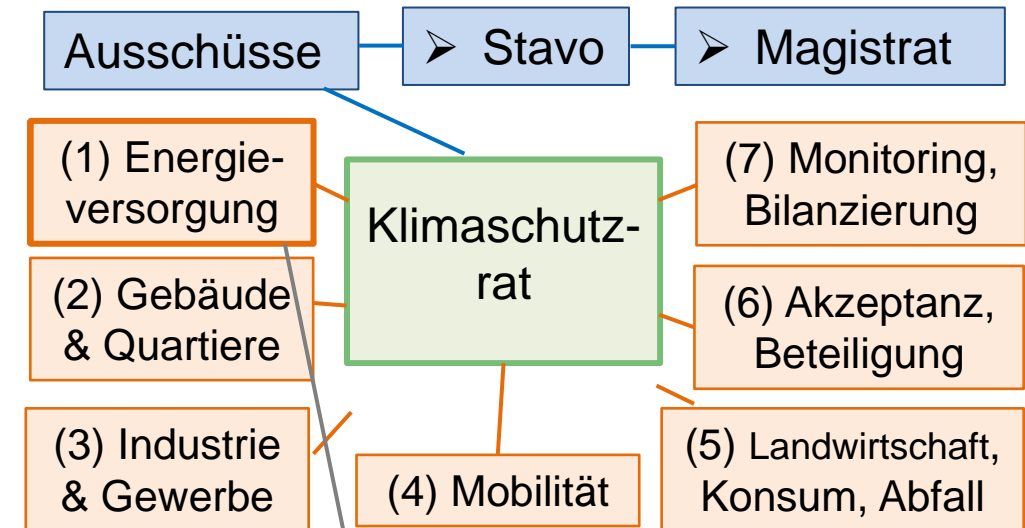 Ausschüsse
➢ Stavo
➢ Magistrat
(1) Energie-
versorgung
Klimaschutz-
rat
(7) Monitoring,
Bilanzierung
(2) Gebäude
& Quartiere
(6) Akzeptanz,
Beteiligung
(3) Industrie
& Gewerbe
(4) Mobilität
(5) Landwirtschaft,
Konsum, Abfall